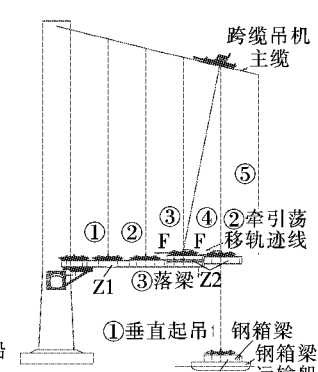 跨缆吊机
主缆
⑤
③ ④ ②牵引荡
① ② F F 移轨迹线
Z1 ③落梁 Z2
①垂直起吊 钢箱梁
船 钢箱梁